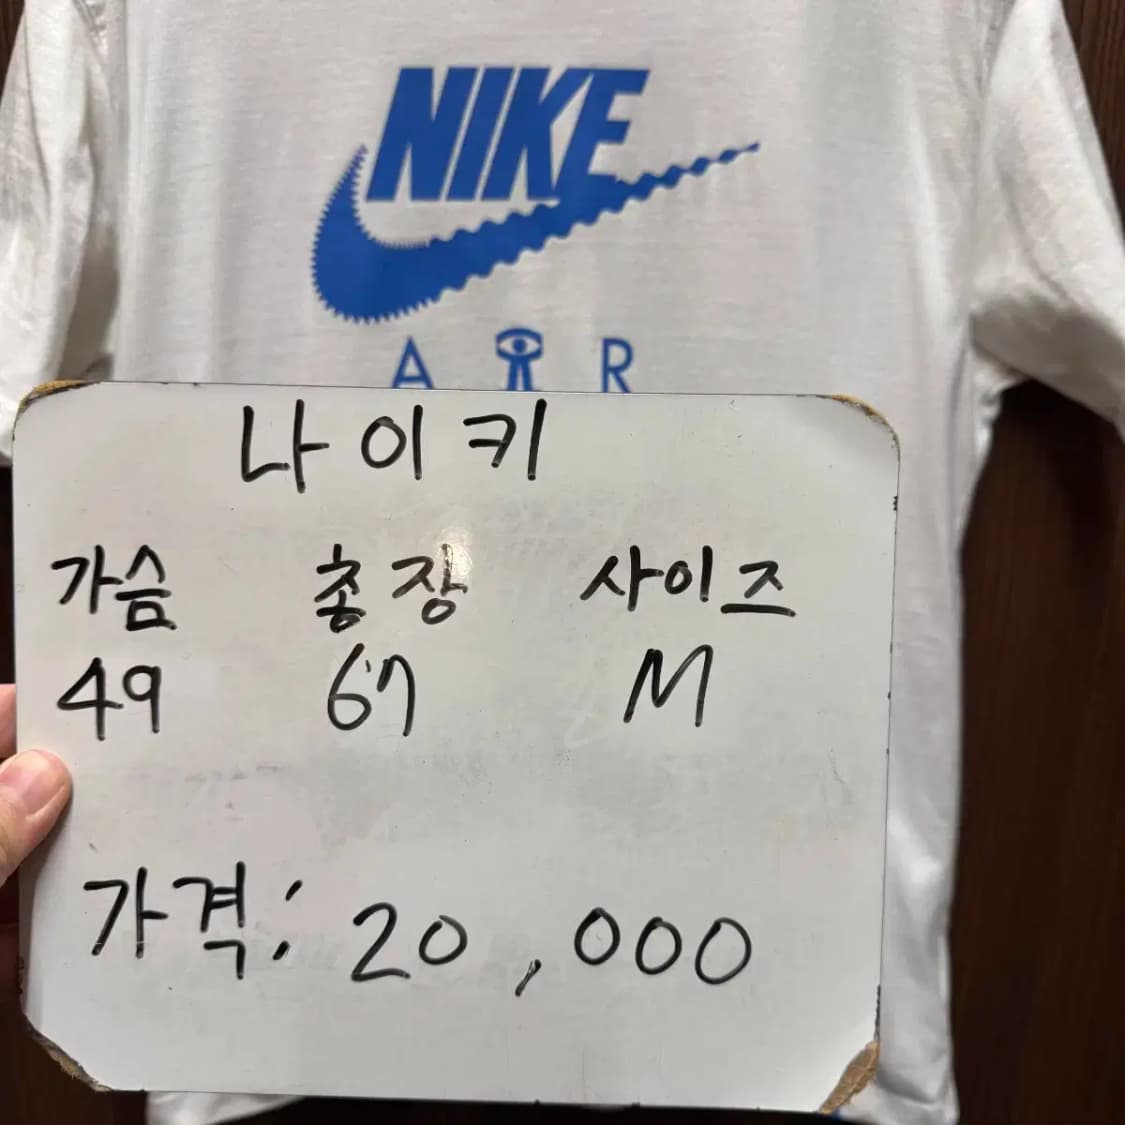 NIKE
AIR
나이키
가슴 총장 사이즈
49 67 M
가격: 20,000